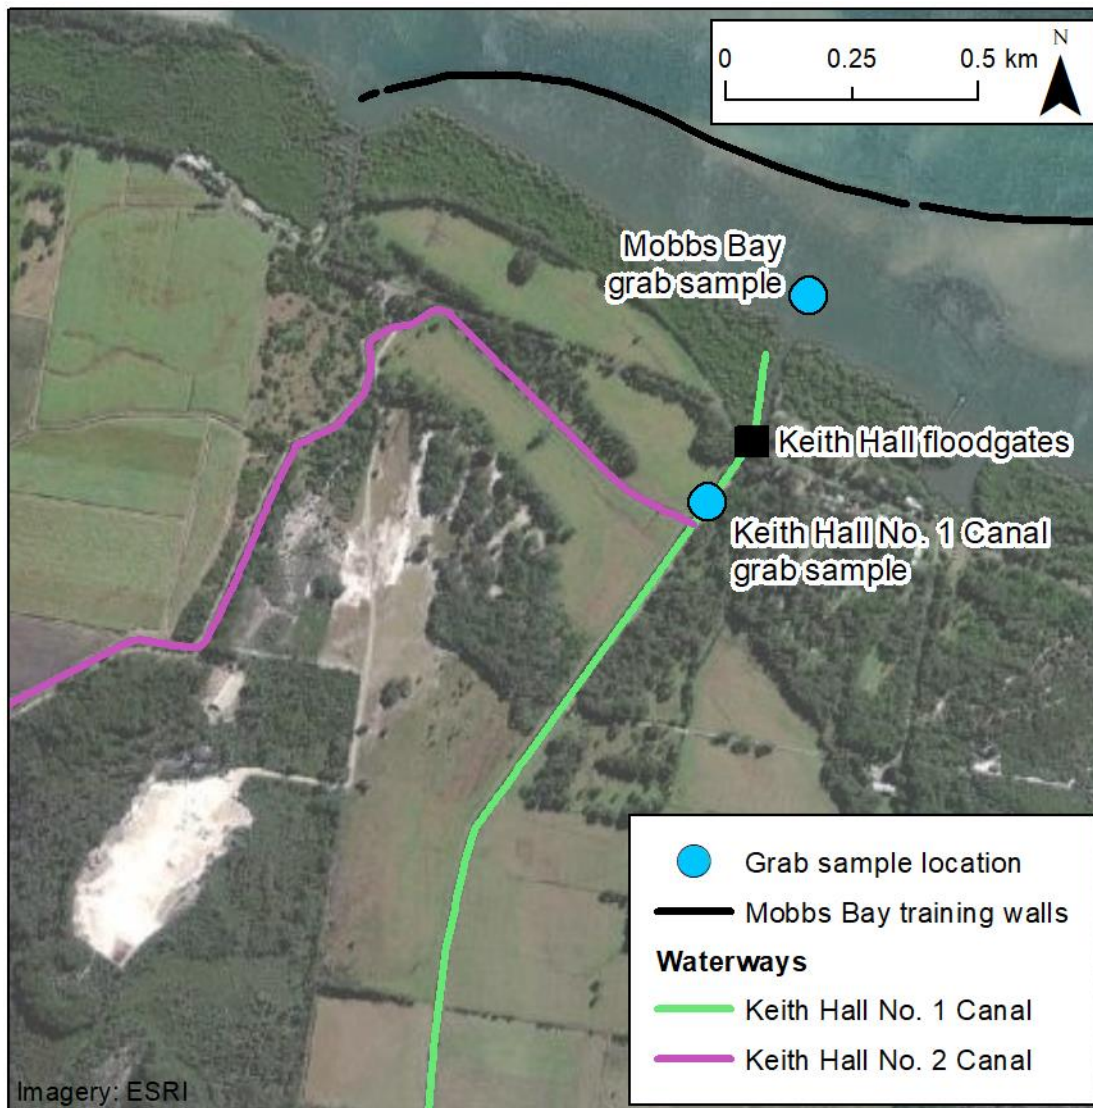 0 0.25 0.5 km
N
Mobbs Bay
grab sample
Keith Hall floodgates
Keith Hall No. 1 Canal
grab sample
Grab sample location
Mobbs Bay training walls
Waterways
Keith Hall No. 1 Canal
Keith Hall No. 2 Canal
Imagery: ESRI